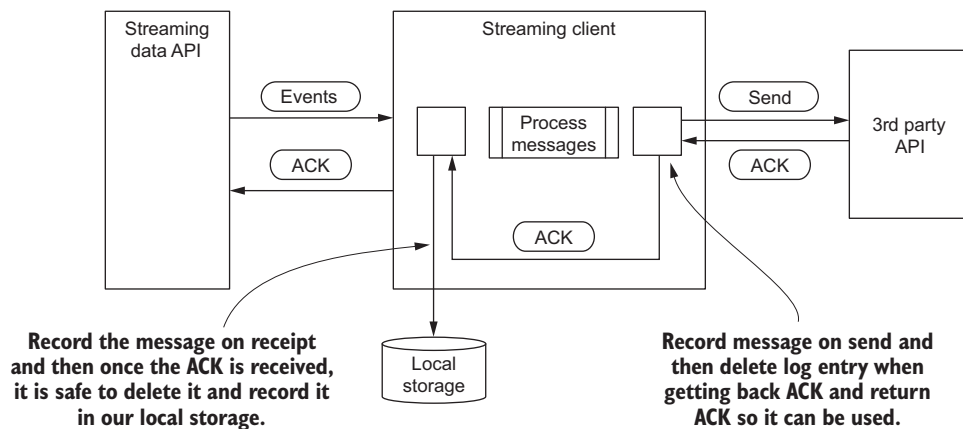 Streaming
data API
Streaming client
Events
Send
Process
messages
3rd party
API
ACK
ACK
ACK
Record the message on receipt
and then once the ACK is received,
it is safe to delete it and record it
in our local storage.
Local
storage
Record message on send and
then delete log entry when
getting back ACK and return
ACK so it can be used.